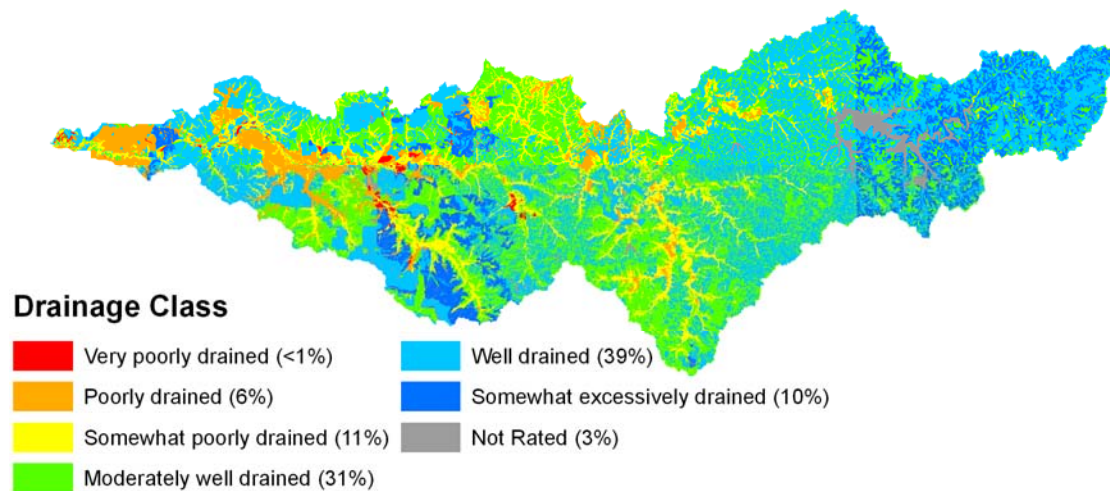 Drainage Class
Very poorly drained (<1%)
Poorly drained (6%)
Somewhat poorly drained (11%)
Moderately well drained (31%)
Well drained (39%)
Somewhat excessively drained (10%)
Not Rated (3%)